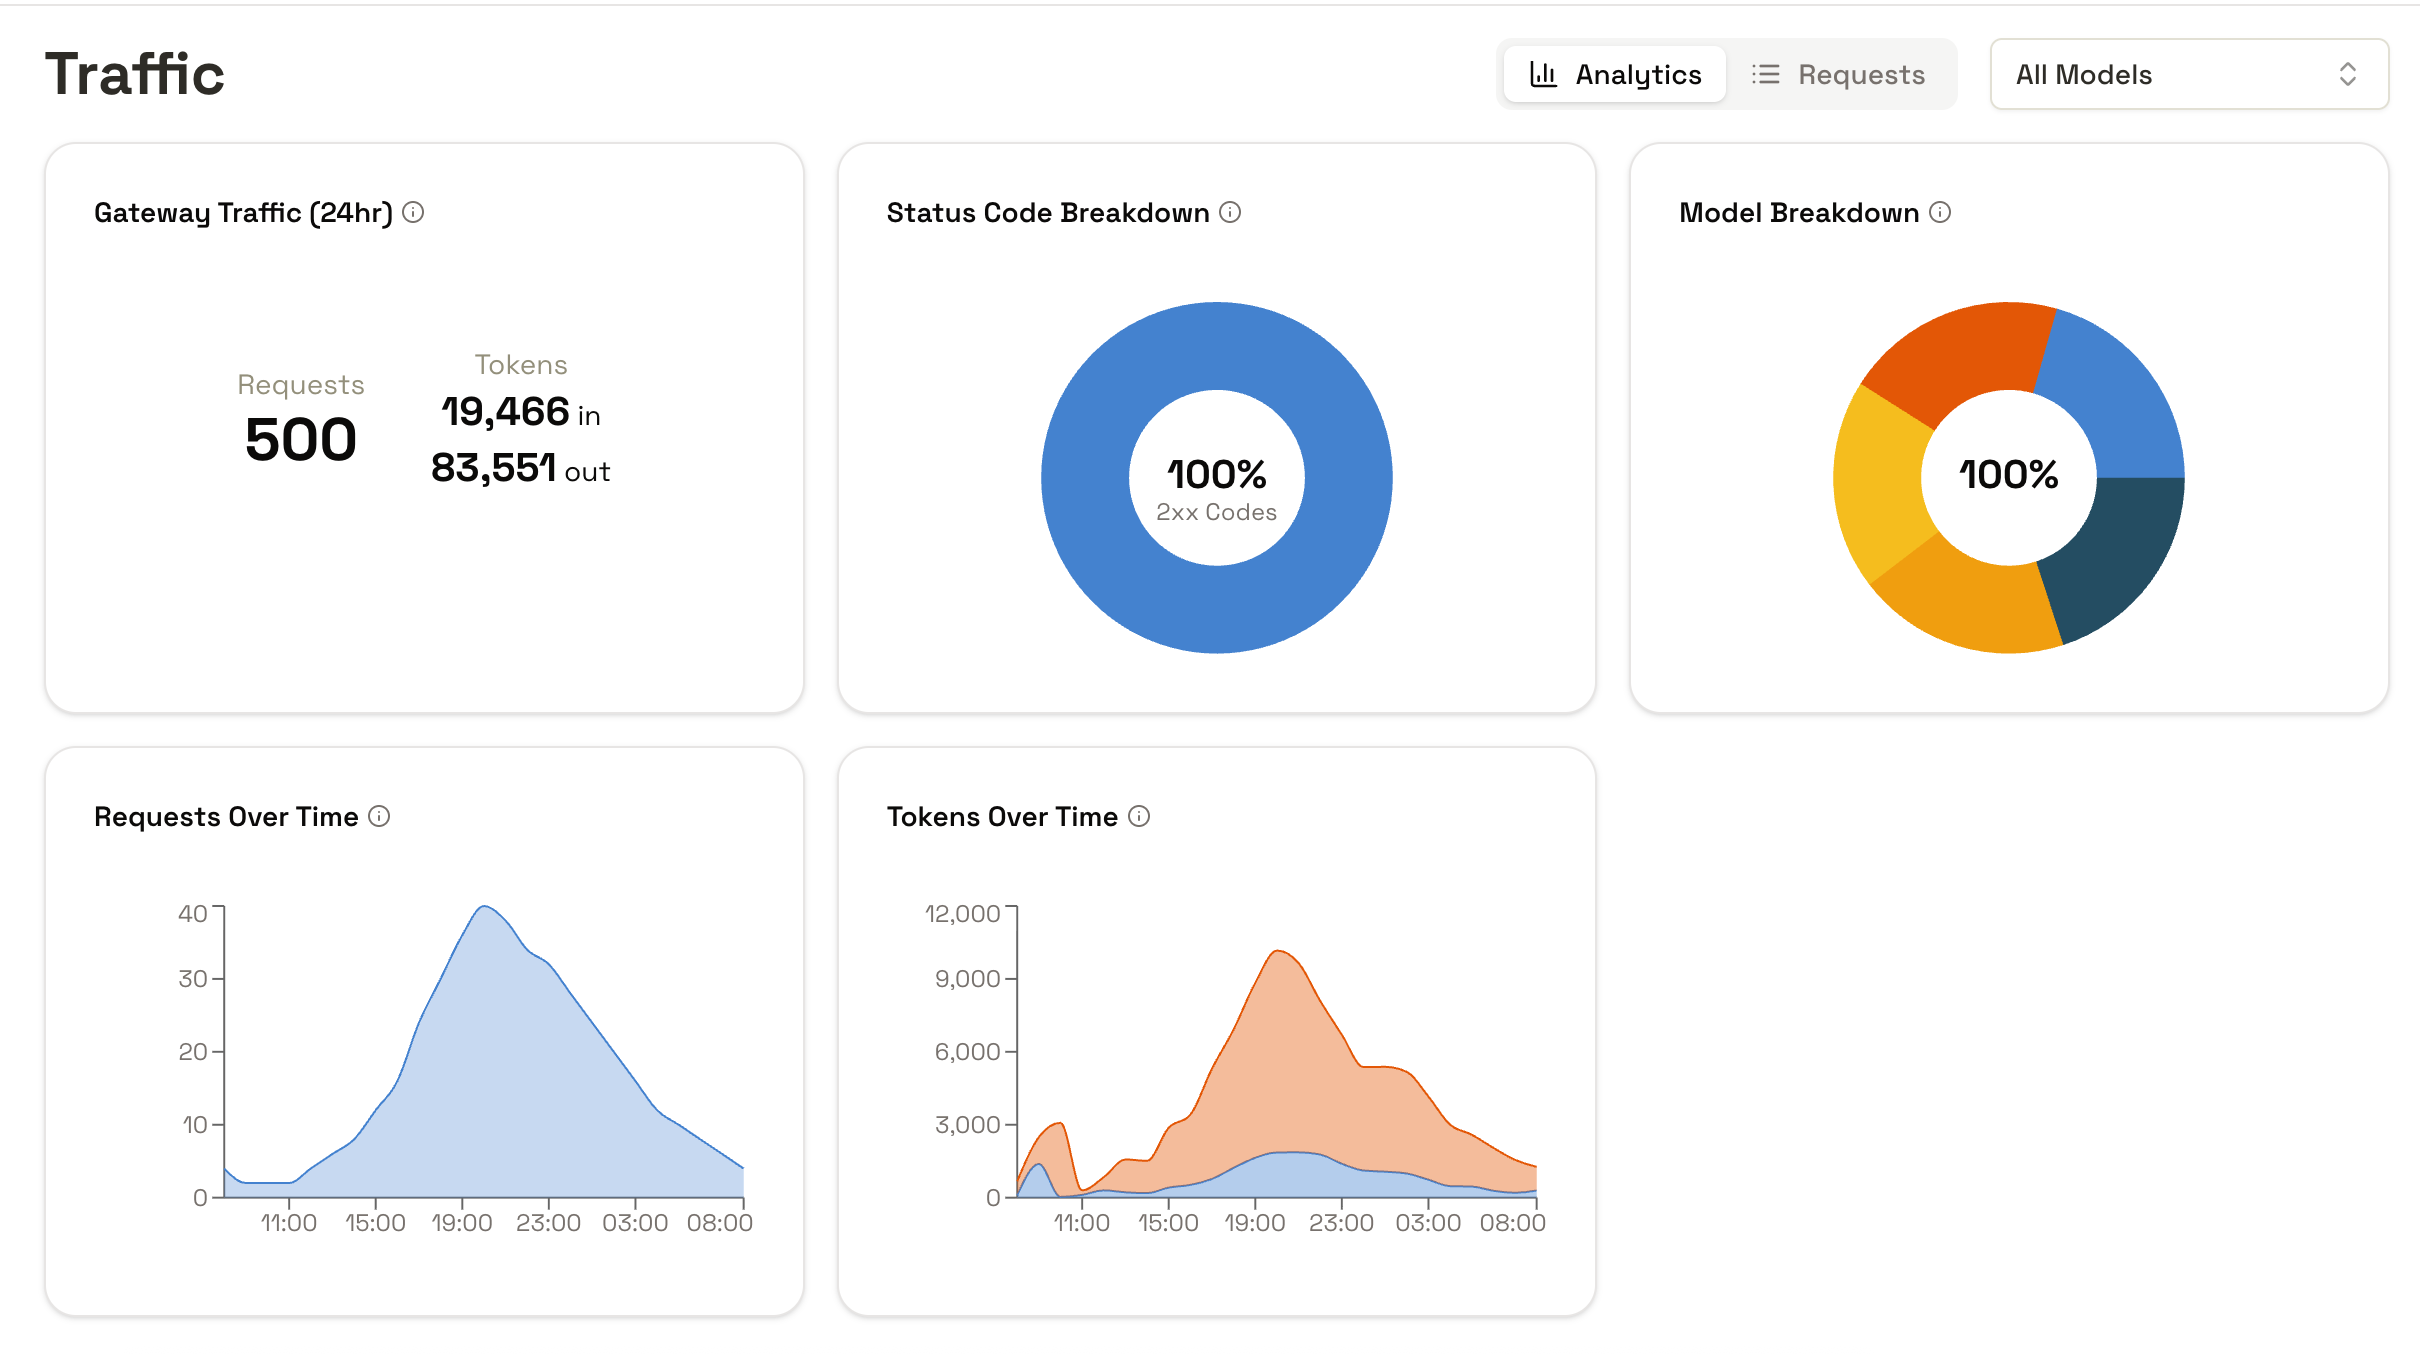 Traffic
Analytics
Requests
All Models
Gateway Traffic (24hr)
Requests
500
Tokens
19,466 in
83,551 out
Status Code Breakdown
100%
2xx Codes
Model Breakdown
100%
Requests Over Time
40
30
20
10
0
11:00 15:00 19:00 23:00 03:00 08:00
Tokens Over Time
12,000
9,000
6,000
3,000
0
11:00 15:00 19:00 23:00 03:00 08:00